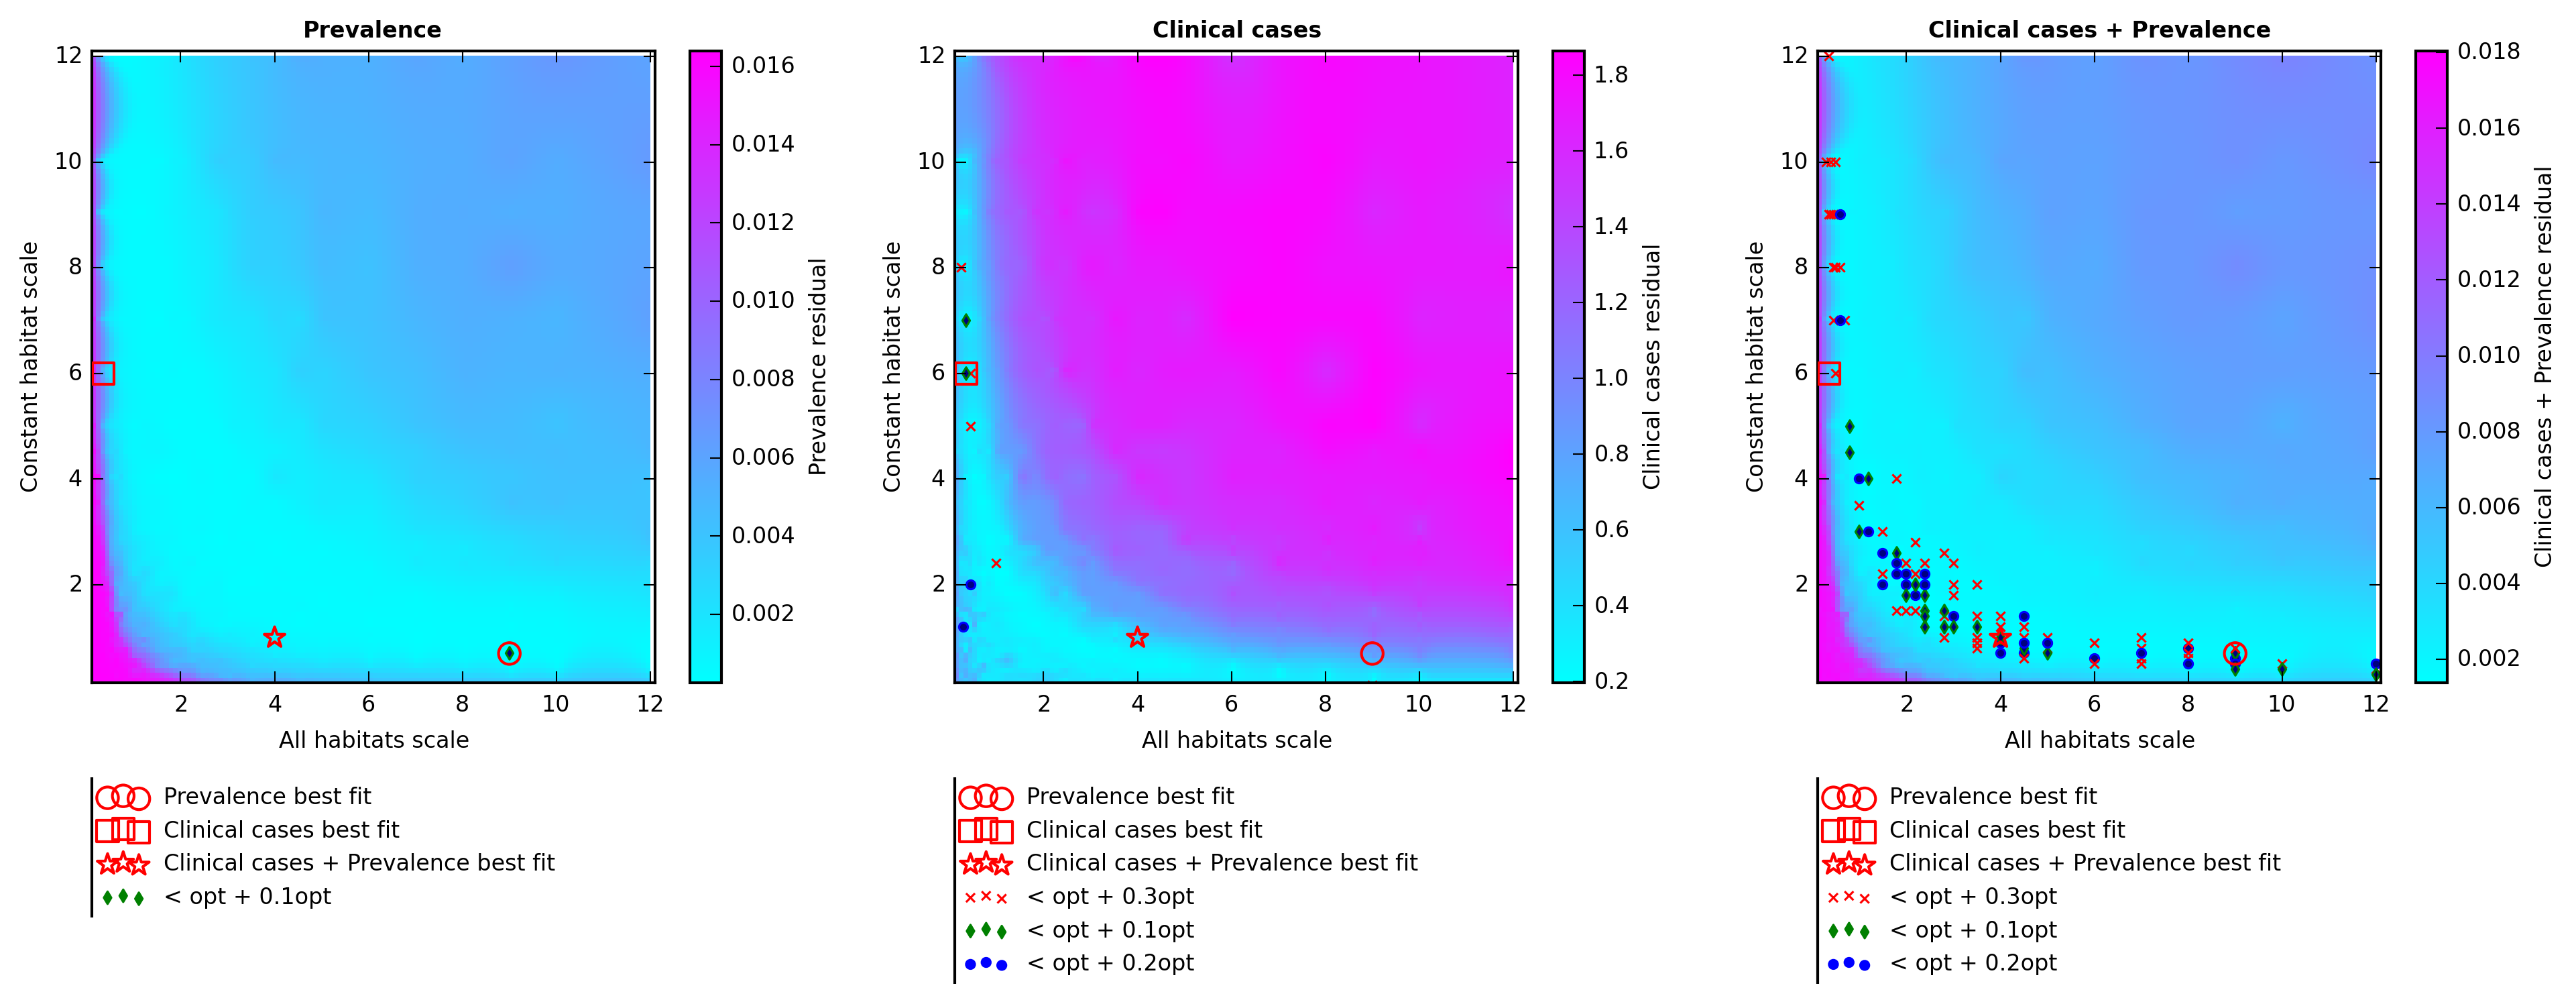 Prevalence
12
10
8
6
4
2
Constant habitat scale
2 4 6 8 10 12
All habitats scale
0.016
0.014
0.012
0.010
0.008
0.006
0.004
0.002
Prevalence residual
Prevalence best fit
Clinical cases best fit
Clinical cases + Prevalence best fit
< opt + 0.1opt
Clinical cases
12
10
8
6
4
2
Constant habitat scale
2 4 6 8 10 12
All habitats scale
1.8
1.6
1.4
1.2
1.0
0.8
0.6
0.4
0.2
Clinical cases residual
Prevalence best fit
Clinical cases best fit
Clinical cases + Prevalence best fit
< opt + 0.3opt
< opt + 0.1opt
< opt + 0.2opt
Clinical cases + Prevalence
12
10
8
6
4
2
Constant habitat scale
2 4 6 8 10 12
All habitats scale
0.018
0.016
0.014
0.012
0.010
0.008
0.006
0.004
0.002
Clinical cases + Prevalence residual
Prevalence best fit
Clinical cases best fit
Clinical cases + Prevalence best fit
< opt + 0.3opt
< opt + 0.1opt
< opt + 0.2opt